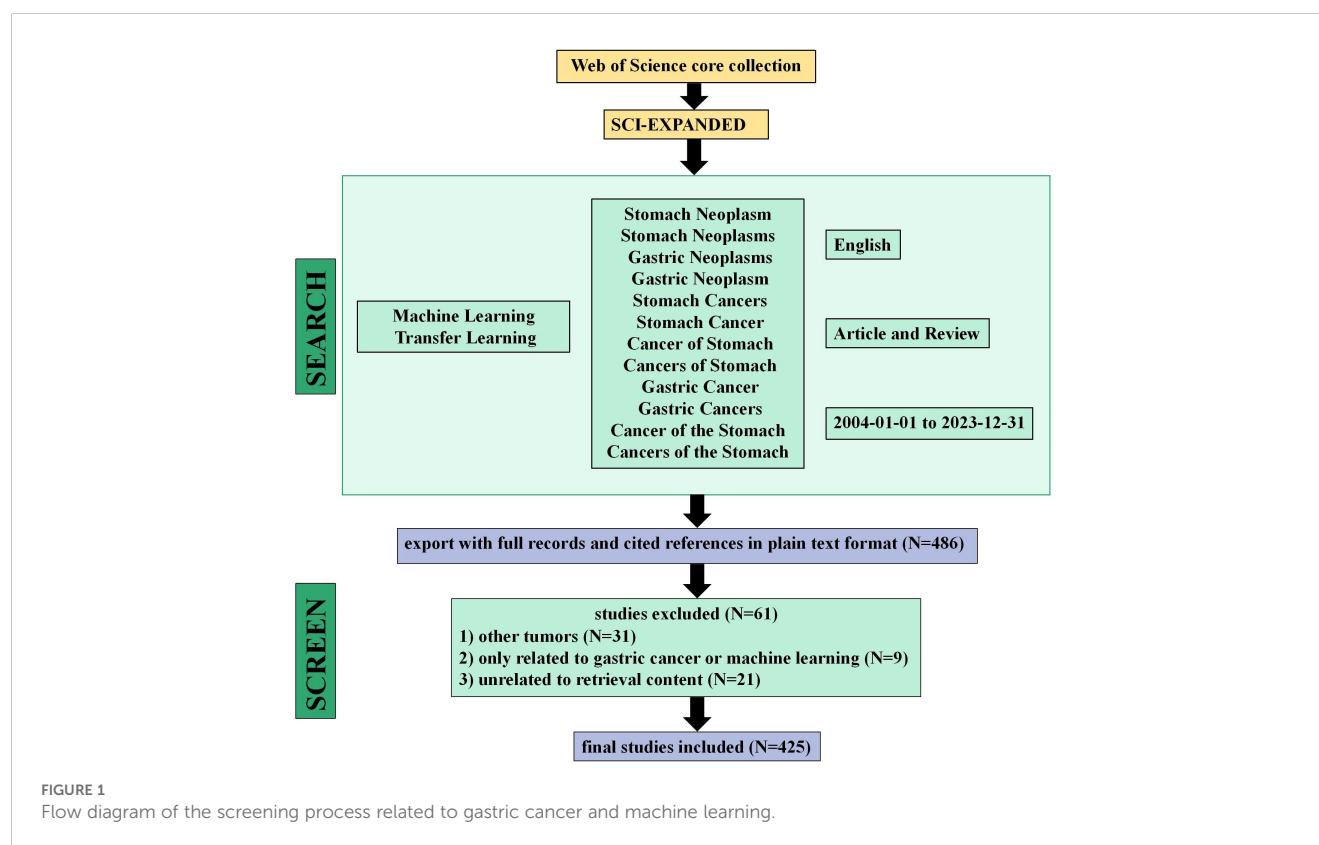 Web of Science core collection
SCI-EXPANDED
SEARCH
Machine Learning
Transfer Learning
Stomach Neoplasm
Stomach Neoplasms
Gastric Neoplasms
Gastric Neoplasm
Stomach Cancers
Stomach Cancer
Cancer of Stomach
Cancers of Stomach
Gastric Cancer
Gastric Cancers
Cancer of the Stomach
Cancers of the Stomach
English
Article and Review
2004-01-01 to 2023-12-31
export with full records and cited references in plain text format (N=486)
SCREEN
studies excluded (N=61)
1) other tumors (N=31)
2) only related to gastric cancer or machine learning (N=9)
3) unrelated to retrieval content (N=21)
final studies included (N=425)
FIGURE 1
Flow diagram of the screening process related to gastric cancer and machine learning.